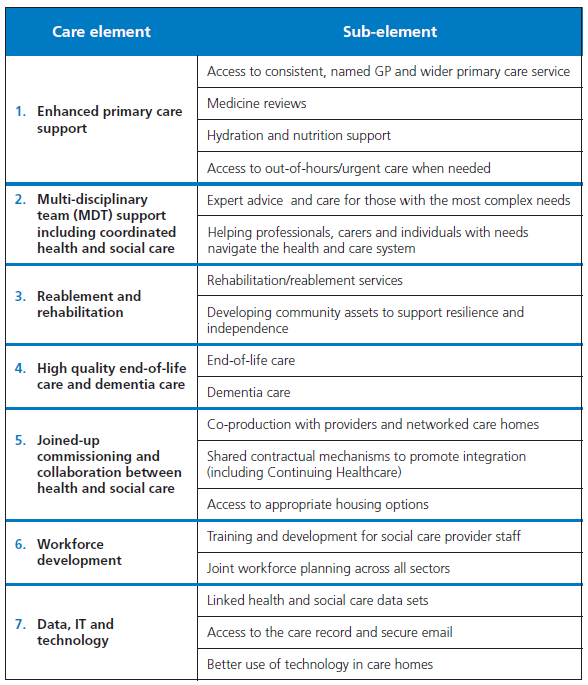 Care element
Sub-element
1. Enhanced primary care
support
Access to consistent, named GP and wider primary care service
Medicine reviews
Hydration and nutrition support
Access to out-of-hours/urgent care when needed
2. Multi-disciplinary
team (MDT) support
including coordinated
health and social care
Expert advice and care for those with the most complex needs
Helping professionals, carers and individuals with needs
navigate the health and care system
3. Reablement and
rehabilitation
Rehabilitation/reablement services
Developing community assets to support resilience and
independence
4. High quality end-of-life
care and dementia care
End-of-life care
Dementia care
5. Joined-up
commissioning and
collaboration between
health and social care
Co-production with providers and networked care homes
Shared contractual mechanisms to promote integration
(including Continuing Healthcare)
Access to appropriate housing options
6. Workforce
development
Training and development for social care provider staff
Joint workforce planning across all sectors
7. Data, IT and
technology
Linked health and social care data sets
Access to the care record and secure email
Better use of technology in care homes